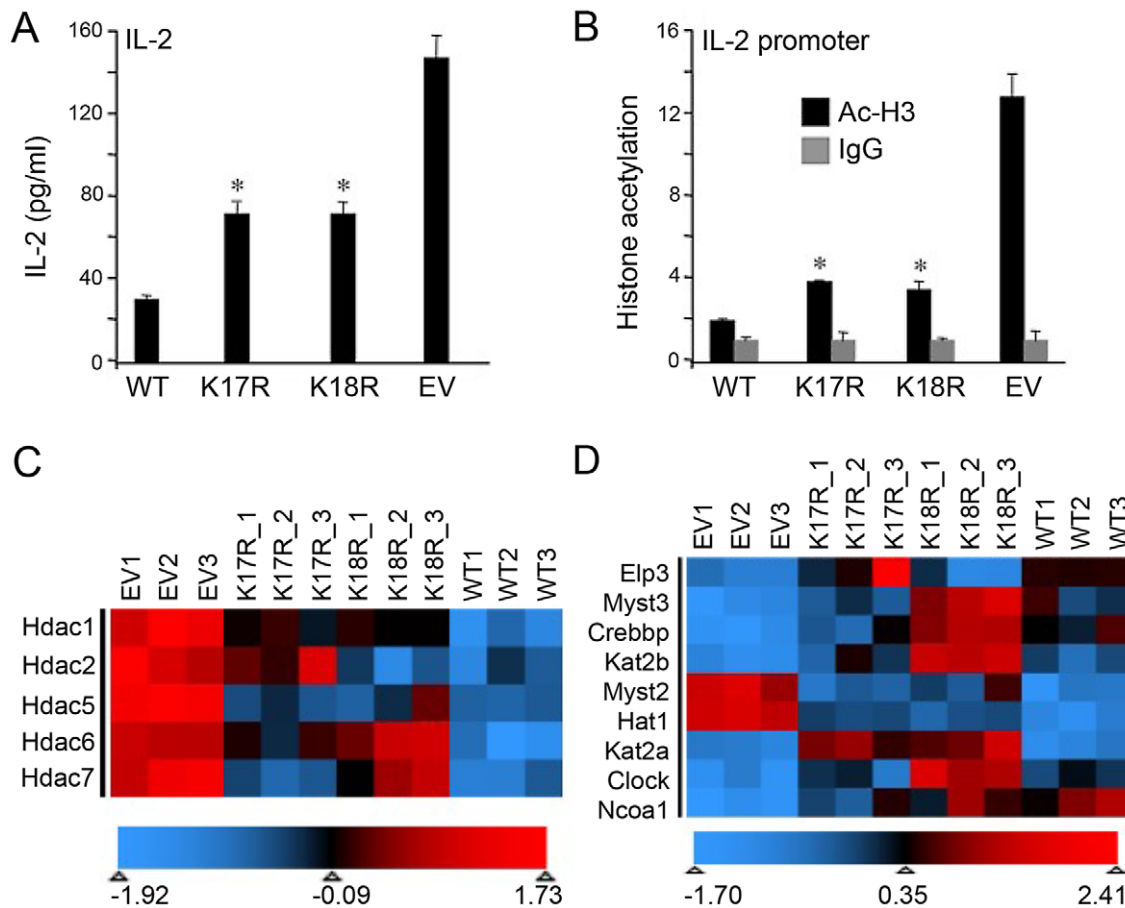 A
IL-2
IL-2 (pg/ml)
160
120
80
40
0
WT K17R K18R EV
B
IL-2 promoter
Histone acetylation
16
12
8
4
0
Ac-H3
IgG
*
*
*
*
WT K17R K18R EV
C
EV1 EV2 EV3 K17R_1 K17R_2 K17R_3 K18R_1 K18R_2 K18R_3 WT1 WT2 WT3
Hdac1
Hdac2
Hdac5
Hdac6
Hdac7
-1.92 -0.09 1.73
D
EV1 EV2 EV3 K17R_1 K17R_2 K17R_3 K18R_1 K18R_2 K18R_3 WT1 WT2 WT3
Elp3
Myst3
Crebbp
Kat2b
Myst2
Hat1
Kat2a
Clock
Ncoa1
-1.70 0.35 2.41